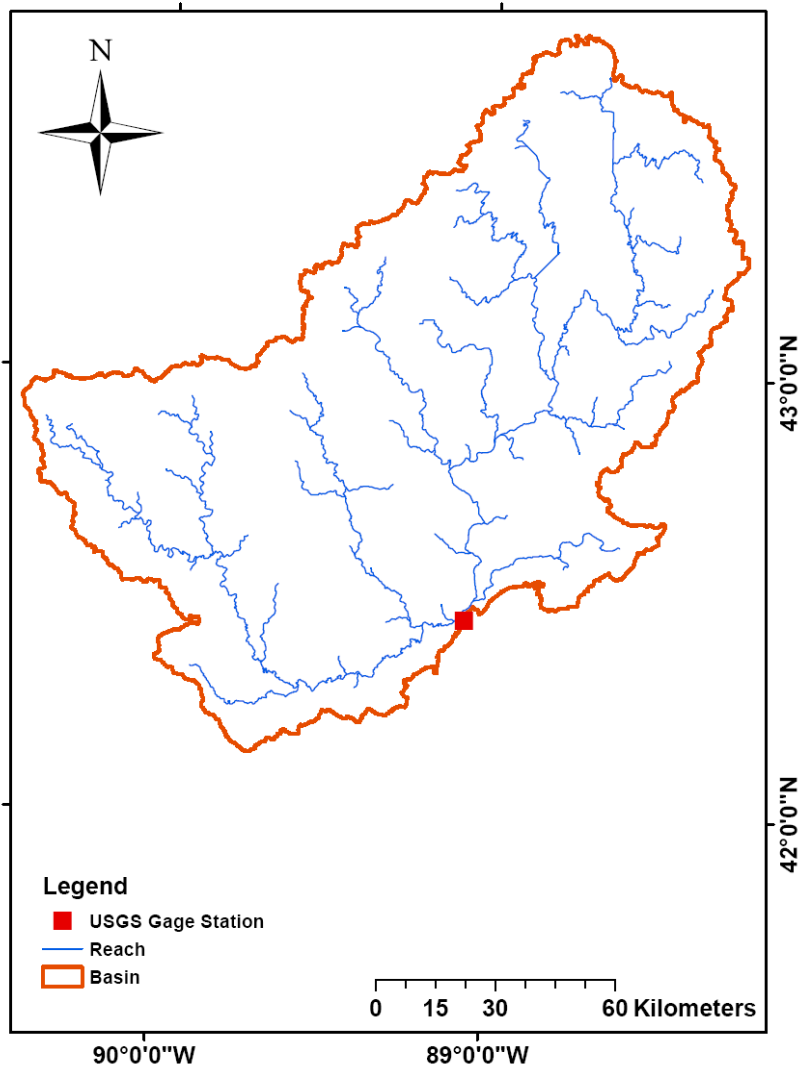 N
43°0'0"N
42°0'0"N
Legend
USGS Gage Station
Reach
Basin
0 15 30 60 Kilometers
90°0'0"W 89°0'0"W